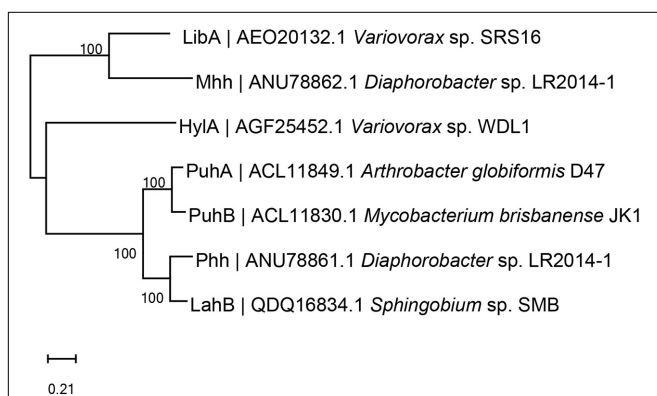 100
LibA | AEO20132.1 Variovorax sp. SRS16
Mhh | ANU78862.1 Diaphorobacter sp. LR2014-1
HylA | AGF25452.1 Variovorax sp. WDL1
100
PuhA | ACL11849.1 Arthrobacter globiformis D47
PuhB | ACL11830.1 Mycobacterium brisbanense JK1
100
Phh | ANU78861.1 Diaphorobacter sp. LR2014-1
100
LahB | QDQ16834.1 Sphingobium sp. SMB
0.21